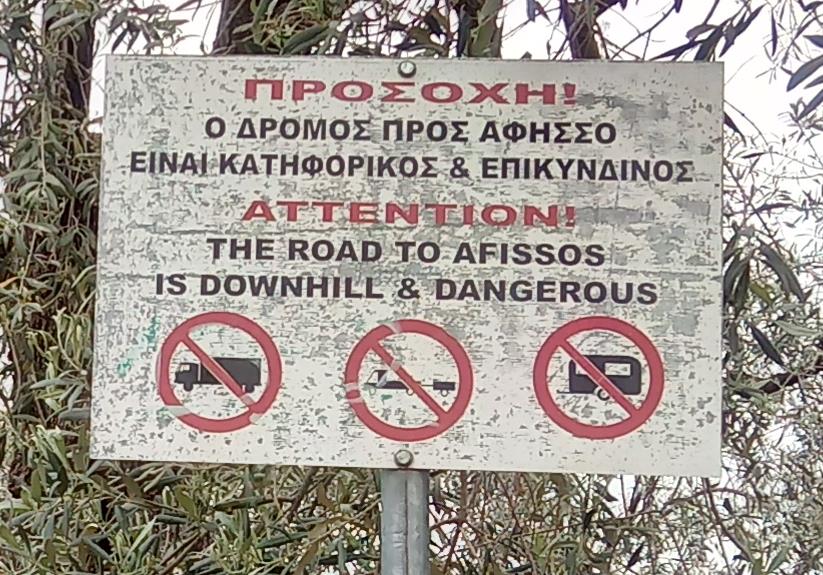 ΠΡΟΣΟΧΗ!
Ο ΔΡΟΜΟΣ ΠΡΟΣ ΑΦΗΣΣΟ
ΕΙΝΑΙ ΚΑΤΗΦΟΡΙΚΟΣ & ΕΠΙΚΥΝΔΙΝΟΣ
ATTENTION!
THE ROAD TO AFISSOS
IS DOWNHILL & DANGEROUS